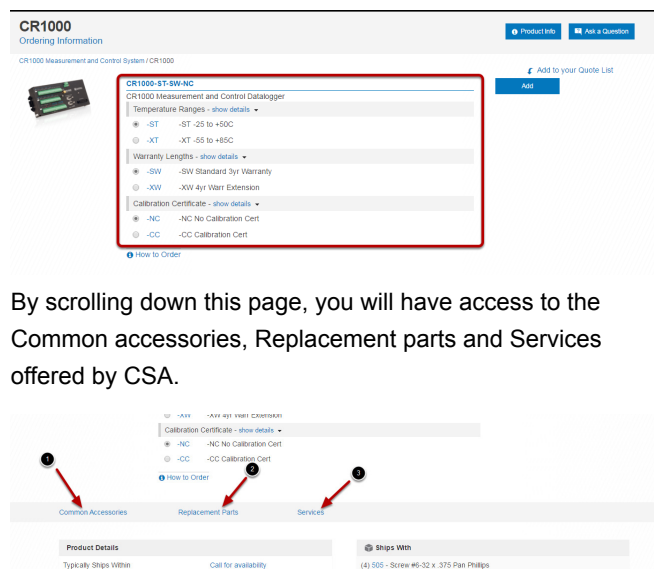 CR1000
Ordering Information
Product Info
Ask a Question
CR1000 Measurement and Control System / CR1000
Add to your Quote List
Add
CR1000-ST-SW-NC
CR1000 Measurement and Control Datalogger
Temperature Ranges - show details
-ST -ST -25 to +50C
-XT -XT -55 to +85C
Warranty Lengths - show details
-SW -SW Standard 3yr Warranty
-XW -XW 4yr Warr Extension
Calibration Certificate - show details
-NC -NC No Calibration Cert
-CC -CC Calibration Cert
How to Order
By scrolling down this page, you will have access to the
Common accessories, Replacement parts and Services
offered by CSA.
-XW -XW 4yr Warr Extension
Calibration Certificate - show details
-NC -NC No Calibration Cert
-CC -CC Calibration Cert
How to Order
1
2
3
Common Accessories
Replacement Parts
Services
Product Details
Ships With
Typically Ships Within
Call for availability
(4) 505 - Screw #6-32 x .375 Pan Phillips